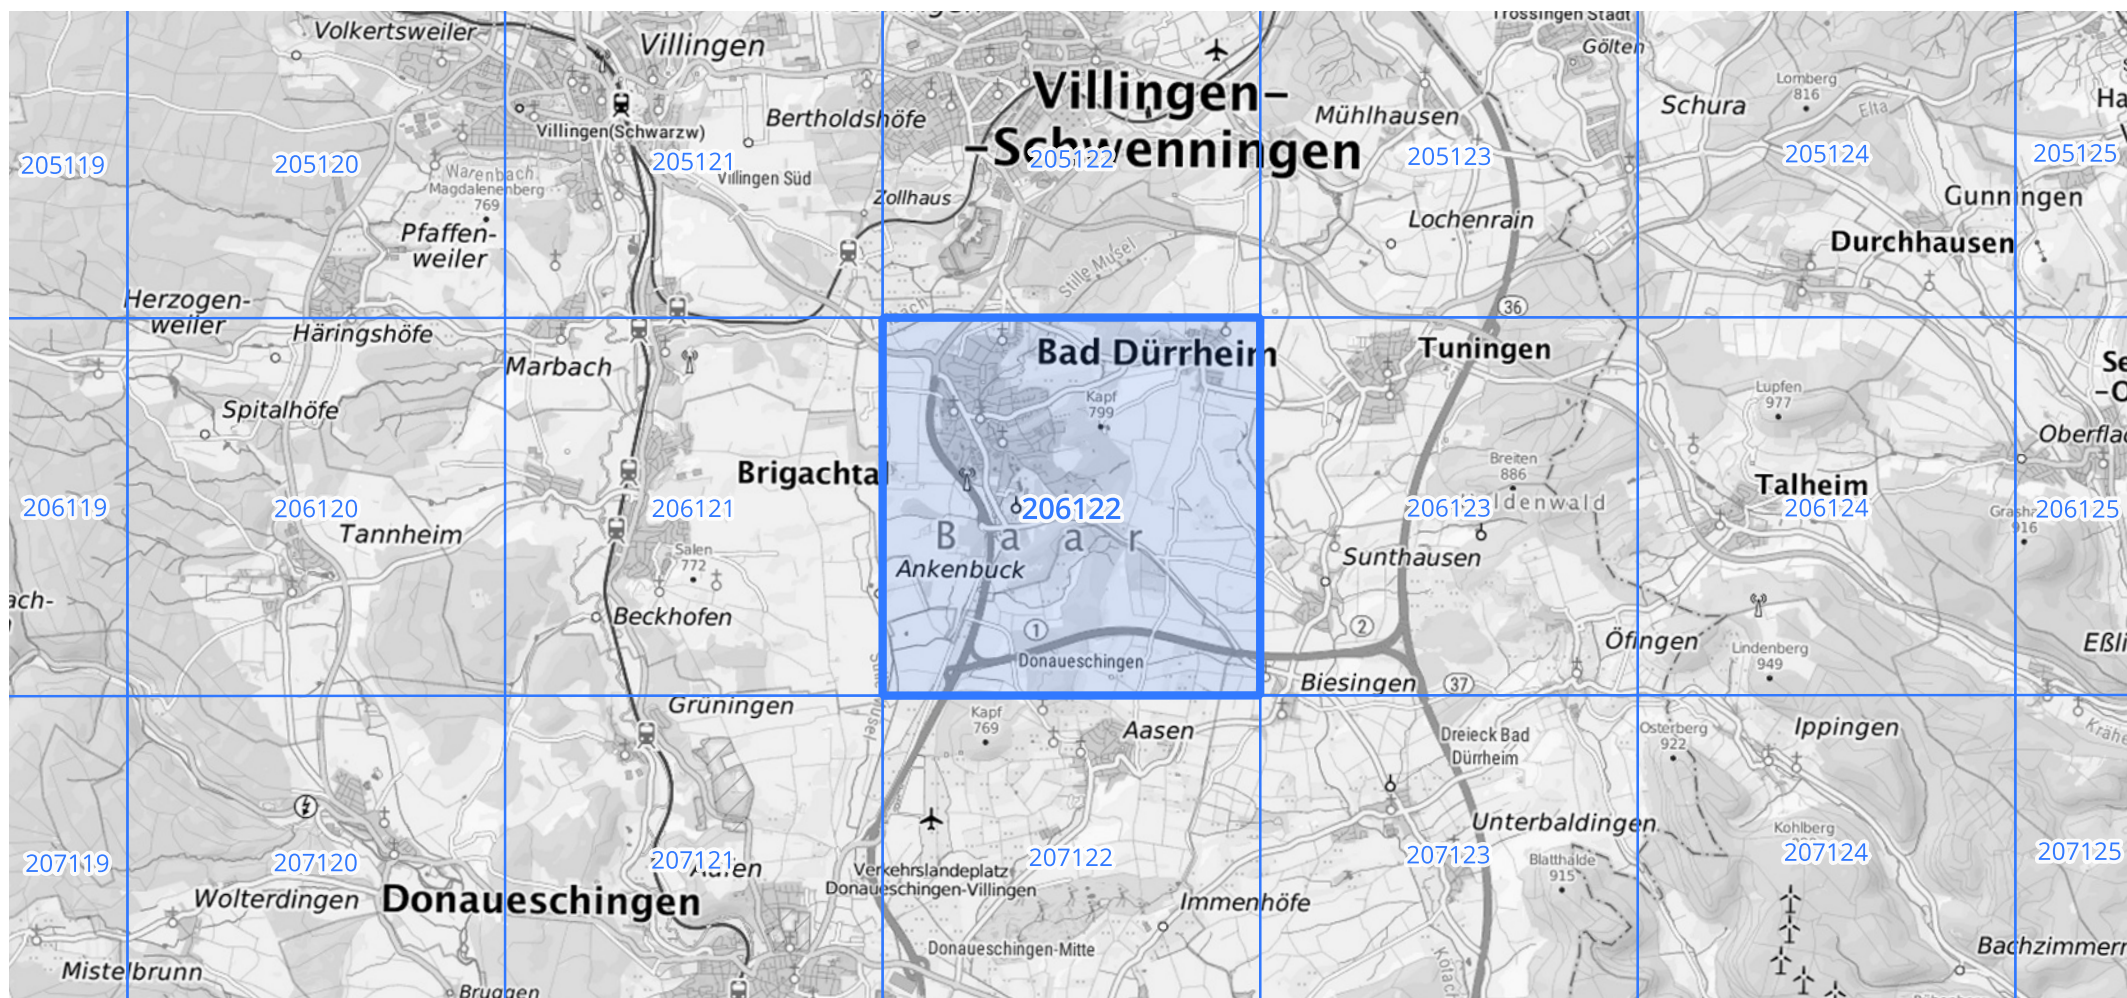 Trossingen Stadt
Volkertsweiler
Villingen
Gölten
Villingen-
-Schwenningen
Lomberg
816
Elta
Schura
Bertholdshöfe
Mühlhausen
Villingen(Schwarzw)
205119
205120
205121
205122
205123
205124
205125
Warenbach
Magdalenenberg
769
Villingen Süd
Zollhaus
Gunningen
Lochenrain
Pfaffen-
weiler
Durchhausen
Stille Musel
Herzogen-
weiler
36
Häringshöfe
Marbach
Bad Dürrheim
Tuningen
Lupfen
977
Kapf
799
Spitalhöfe
Brigachtal
Breiten
886
Talheim
206119
206120
206121
206122
206123
206124
206125
916
Tannheim
B a a r
Salen
772
Ankenbuck
Sunthausen
ach-
Beckhofen
1
2
Öfingen
Lindenberg
949
Donaueschingen
Biesingen
37
Grüningen
Kapf
769
Aasen
Dreieck Bad
Dürrheim
Osterberg
922
Ippingen
Unterbaldingen
Kohlberg
207119
207120
207121
207122
207123
207124
207125
Verkehrslandeplatz
Donaueschingen-Villingen
Blatthalde
915
Wolterdingen
Donaueschingen
Immenhöfe
Donaueschingen-Mitte
Mistelbrunn
Bruggen
Kotach